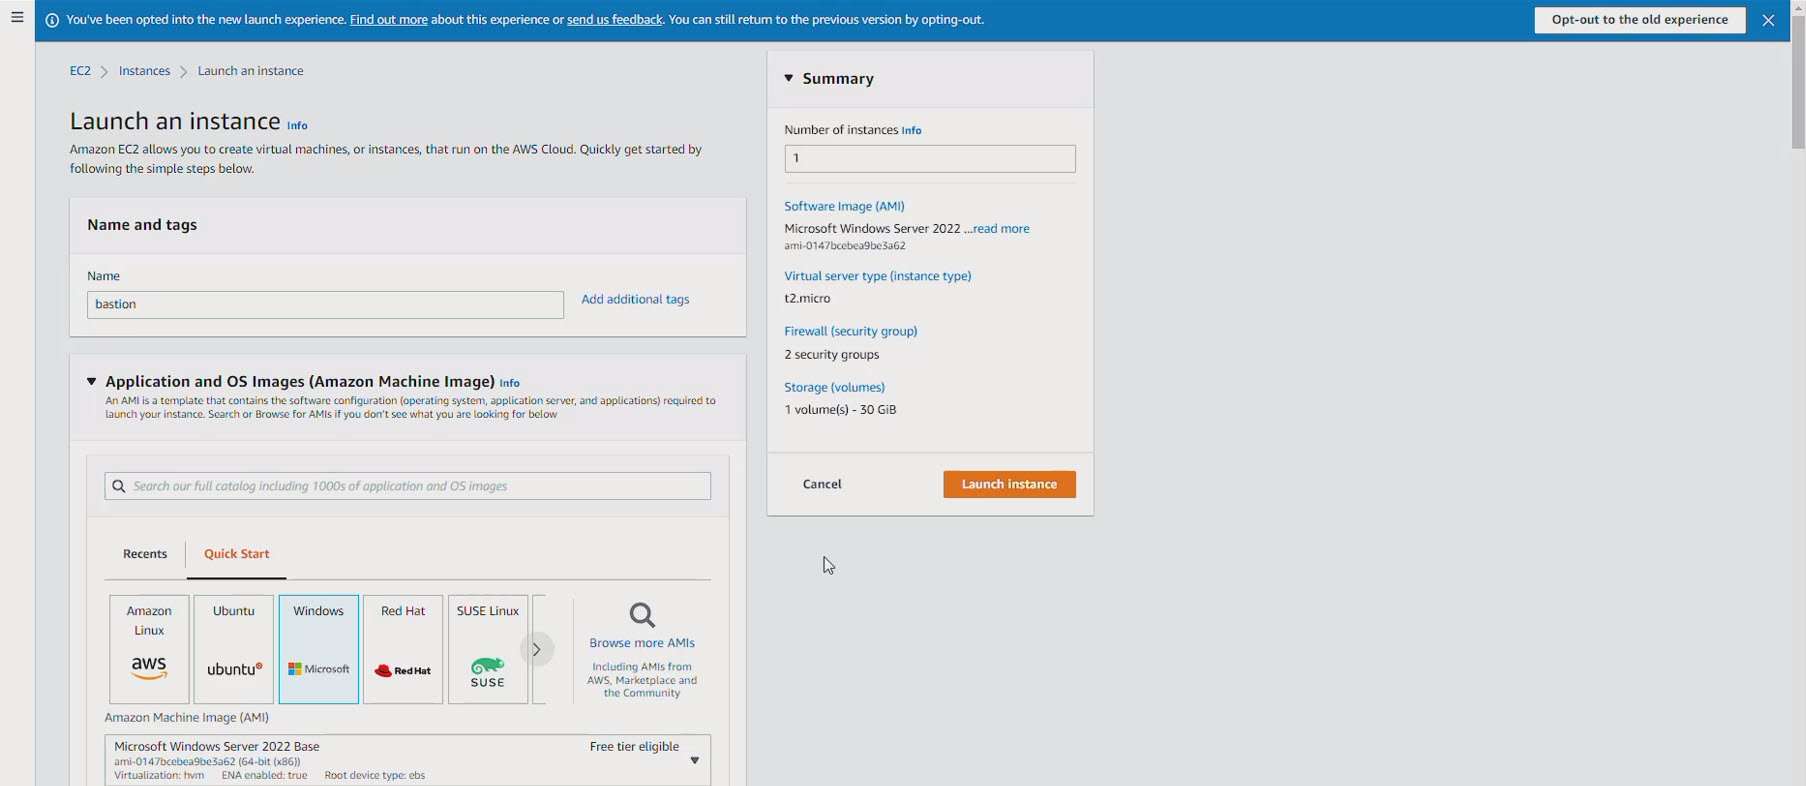 You've been opted into the new launch experience. Find out more about this experience or send us feedback. You can still return to the previous version by opting-out.
Opt-out to the old experience
EC2 > Instances > Launch an instance
Launch an instance Info
Amazon EC2 allows you to create virtual machines, or instances, that run on the AWS Cloud. Quickly get started by
following the simple steps below.
Name and tags
Name
bastion
Add additional tags
Application and OS Images (Amazon Machine Image) Info
An AMI is a template that contains the software configuration (operating system, application server, and applications) required to
launch your instance. Search or Browse for AMIs if you don't see what you are looking for below
Search our full catalog including 1000s of application and OS images
Recents
Quick Start
Amazon
Linux
aws
Ubuntu
ubuntu
Windows
Microsoft
Red Hat
Red Hat
SUSE Linux
SUSE
Browse more AMIs
Including AMIs from
AWS, Marketplace and
the Community
Amazon Machine Image (AMI)
Microsoft Windows Server 2022 Base
Free tier eligible
ami-0147bcebea9be3a62 (64-bit (x86))
Virtualization: hvm ENA enabled: true Root device type: ebs
Summary
Number of instances Info
1
Software Image (AMI)
Microsoft Windows Server 2022 ...read more
ami-0147bcebea9be3a62
Virtual server type (instance type)
t2.micro
Firewall (security group)
2 security groups
Storage (volumes)
1 volume(s) - 30 GiB
Cancel
Launch instance